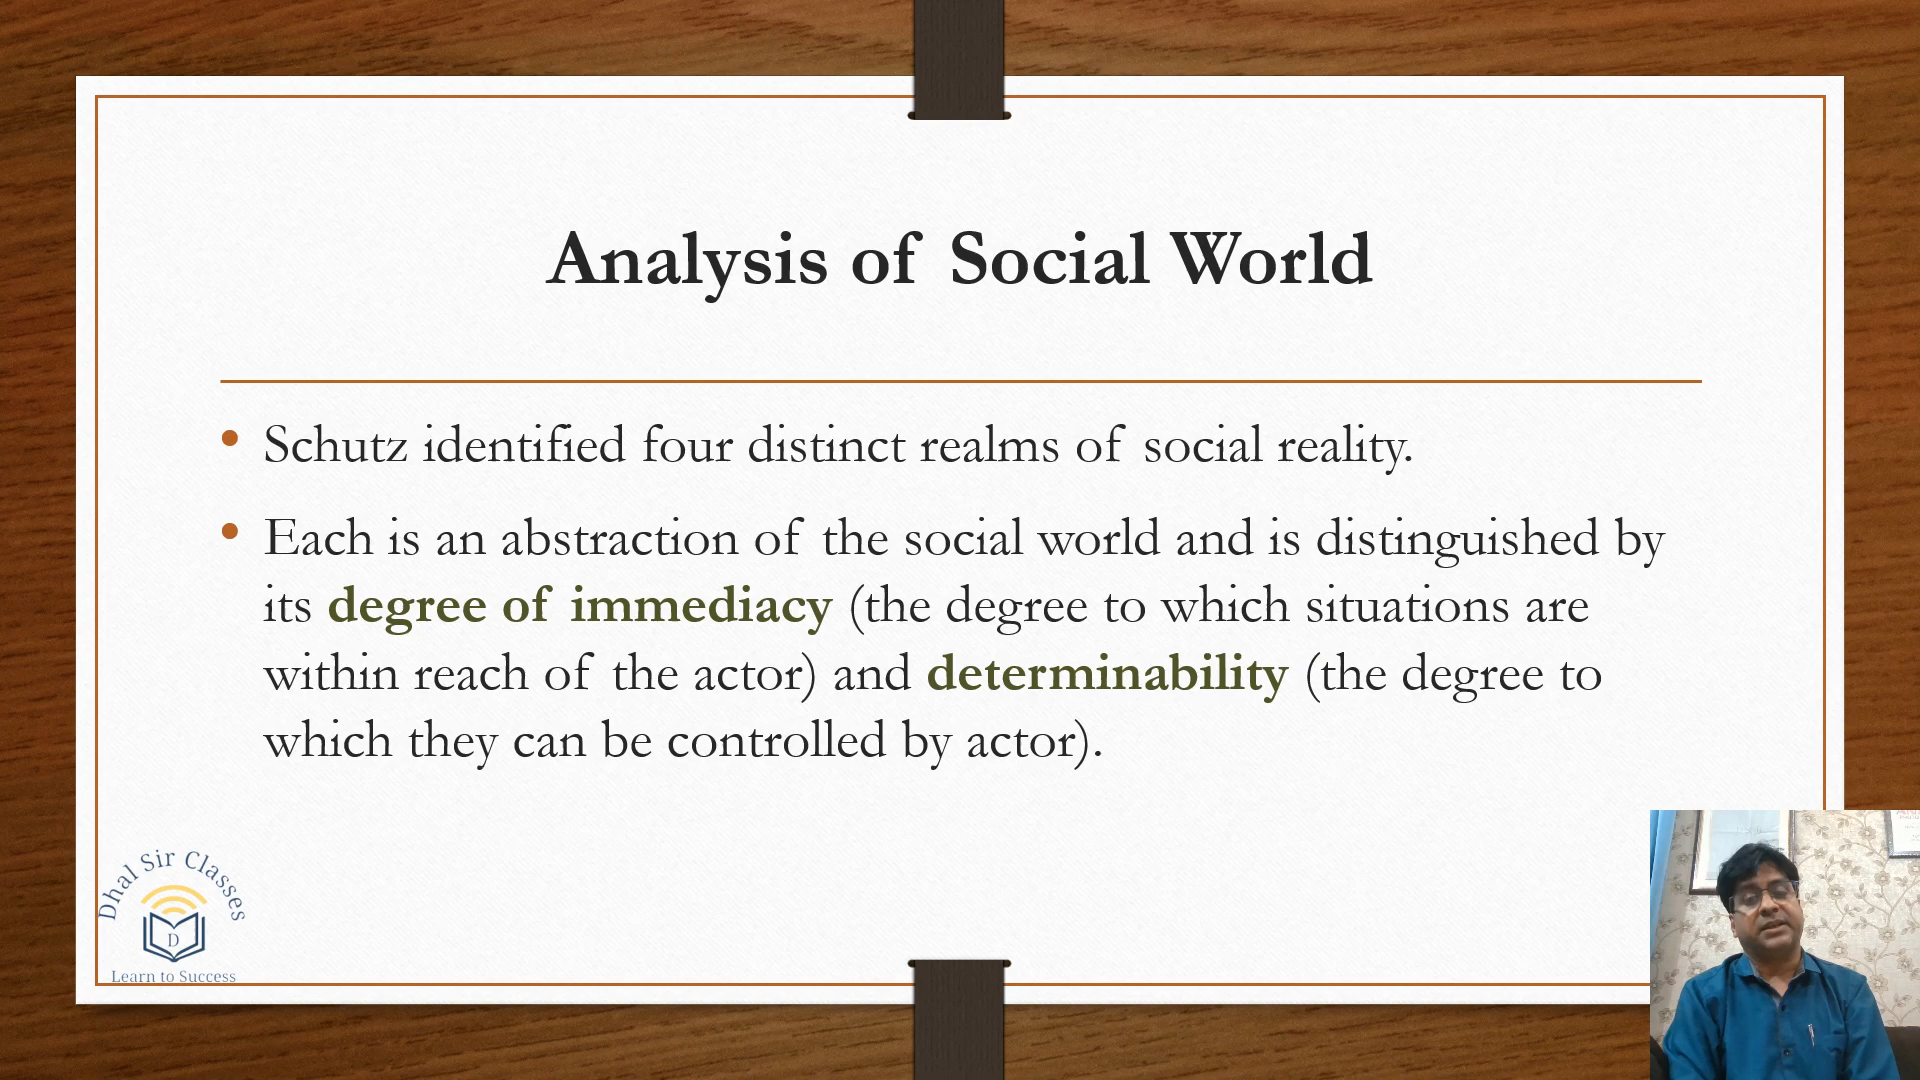 Analysis of Social World
• Schutz identified four distinct realms of social reality.
• Each is an abstraction of the social world and is distinguished by
its degree of immediacy (the degree to which situations are
within reach of the actor) and determinability (the degree to
which they can be controlled by actor).
Dhal Sir Classes
D
Learn to Success